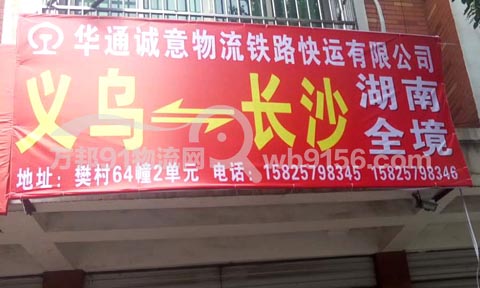 华通诚意物流铁路快运有限公司
义乌⇌长沙 湖南全境
万邦91物流网 wb9156.com
地址：樊村64幢2单元 电话：15825798345 15825798346